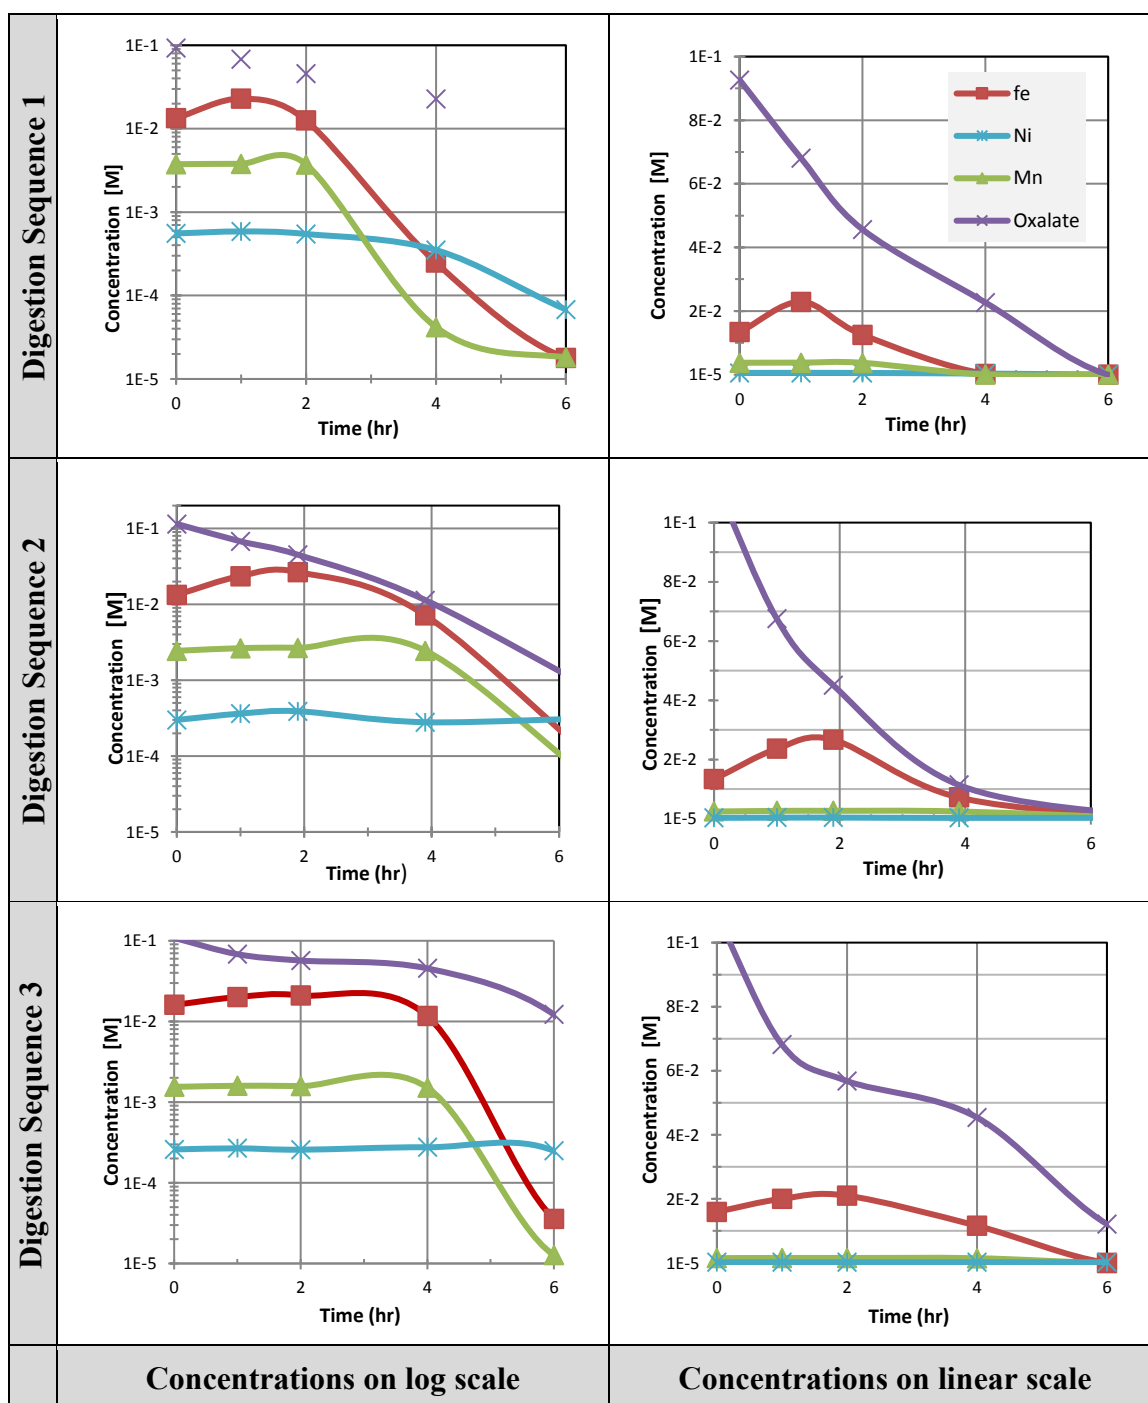 Digestion Sequence 1
Concentration [M]
1E-1
1E-2
1E-3
1E-4
1E-5
0
2
4
6
Time (hr)
Concentration [M]
1E-1
8E-2
6E-2
4E-2
2E-2
1E-5
0
2
4
6
Time (hr)
fe
Ni
Mn
Oxalate
Digestion Sequence 2
Concentration [M]
1E-1
1E-2
1E-3
1E-4
1E-5
0
2
4
6
Time (hr)
Concentration [M]
1E-1
8E-2
6E-2
4E-2
2E-2
1E-5
0
2
4
6
Time (hr)
Digestion Sequence 3
Concentration [M]
1E-1
1E-2
1E-3
1E-4
1E-5
0
2
4
6
Time (hr)
Concentration [M]
1E-1
8E-2
6E-2
4E-2
2E-2
1E-5
0
2
4
6
Time (hr)
Concentrations on log scale
Concentrations on linear scale